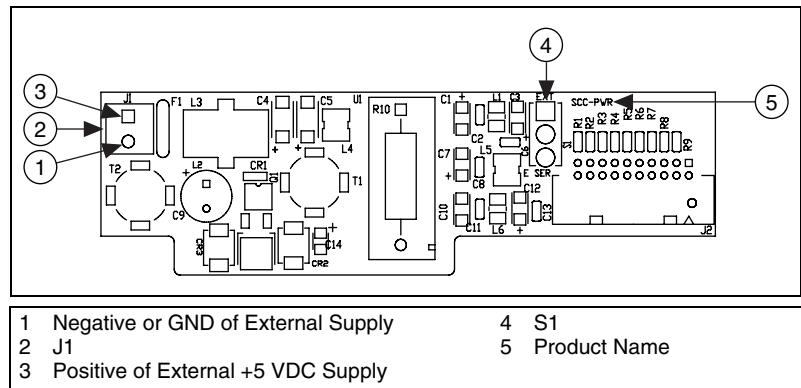 3
2
1
4
5
J1
F1
L3
C4
C5
U1
L4
R10
C1
+
L1
C3
EXT
SCC-PWR
C2
+
C6
S1
R1
R2
R3
R4
R5
R6
R7
R8
R9
T2
L2
+
C9
CR1
Q1
T1
+
+
C7
+
C8
L5
E SER
C12
C13
C10
C11
L6
+
J2
CR3
CR2
+
C14
1 Negative or GND of External Supply
2 J1
3 Positive of External +5 VDC Supply
4 S1
5 Product Name